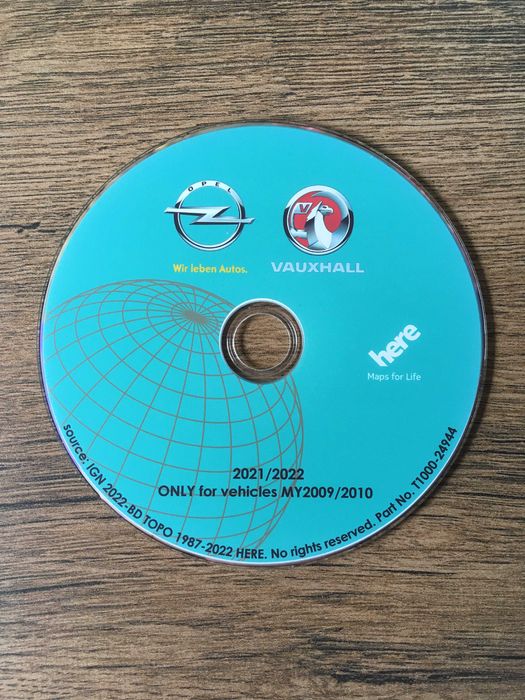 OPEL
Wir leben Autos.
V
VAUXHALL
here
Maps for Life
2021/2022
ONLY for vehicles MY2009/2010
source: IGN 2022-BD TOPO 1987-2022 HERE. No rights reserved. Part No. T1000-24944